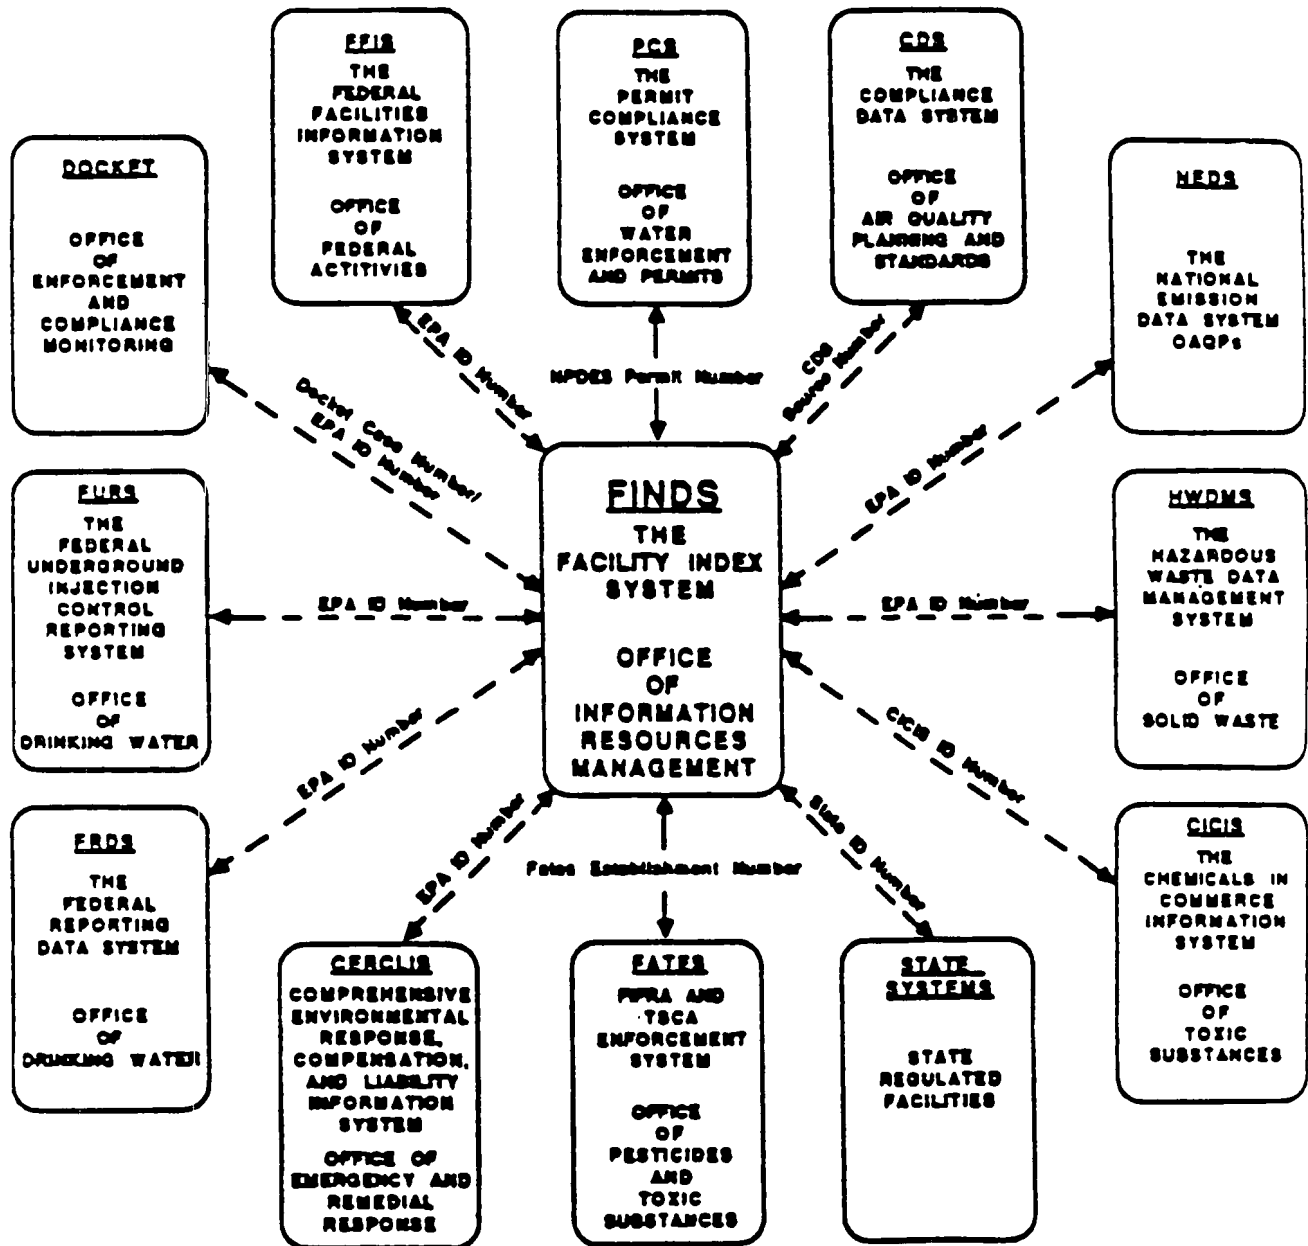 FFIS
THE
FEDERAL
FACILITIES
INFORMATION
SYSTEM
OFFICE
OF
FEDERAL
ACTITIVIES
PCS
THE
PERMIT
COMPLIANCE
SYSTEM
OFFICE
OF
WATER
ENFORCEMENT
AND PERMITS
CDS
THE
COMPLIANCE
DATA SYSTEM
OFFICE
OF
AIR QUALITY
PLANNING AND
STANDARDS
DOCKET
OFFICE
OF
ENFORCEMENT
AND
COMPLIANCE
MONITORING
NEDS
THE
NATIONAL
EMISSION
DATA SYSTEM
OAQPs
EPA ID Number
NPDES Permit Number
CDS
Source Number
Docket Case Number/
EPA ID Number
EPA ID Number
FURS
THE
FEDERAL
UNDERGROUND
INJECTION
CONTROL
REPORTING
SYSTEM
OFFICE
OF
DRINKING WATER
EPA ID Number
FINDS
THE
FACILITY INDEX
SYSTEM
OFFICE
OF
INFORMATION
RESOURCES
MANAGEMENT
EPA ID Number
HWDMS
THE
HAZARDOUS
WASTE DATA
MANAGEMENT
SYSTEM
OFFICE
OF
SOLID WASTE
EPA ID Number
CICIS ID Number
FRDS
THE
FEDERAL
REPORTING
DATA SYSTEM
OFFICE
OF
DRINKING WATER
EPA ID Number
Fates Establishment Number
State ID Number
CICIS
THE
CHEMICALS IN
COMMERCE
INFORMATION
SYSTEM
OFFICE
OF
TOXIC
SUBSTANCES
CERCLIS
COMPREHENSIVE
ENVIRONMENTAL
RESPONSE,
COMPENSATION,
AND LIABILITY
INFORMATION
SYSTEM
OFFICE OF
EMERGENCY AND
REMEDIAL
RESPONSE
FATES
FIFRA AND
TSCA
ENFORCEMENT
SYSTEM
OFFICE
OF
PESTICIDES
AND
TOXIC
SUBSTANCES
STATE
SYSTEMS
STATE
REGULATED
FACILITIES